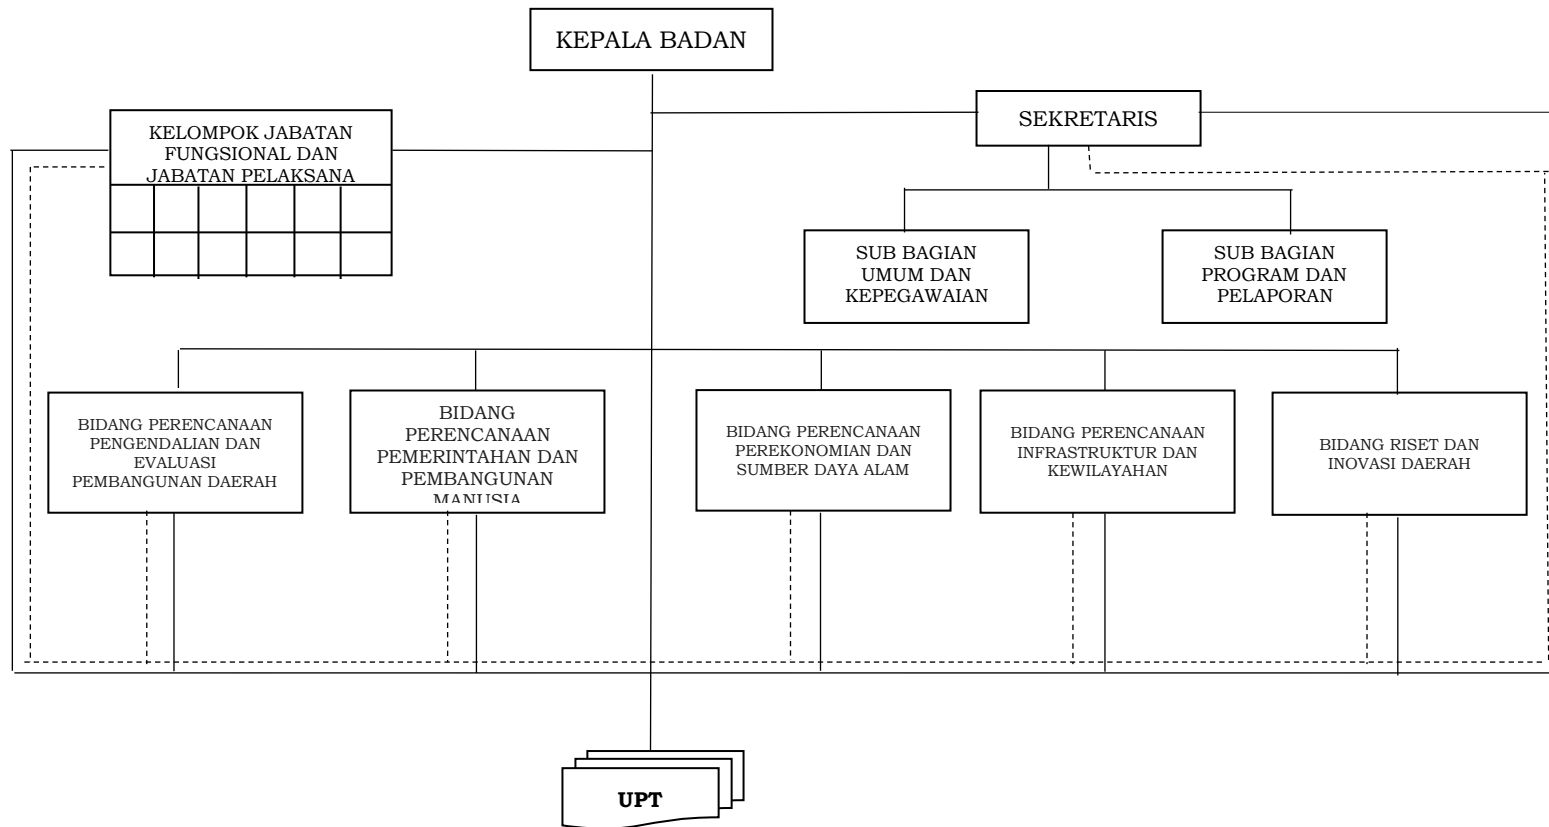 KEPALA BADAN
SEKRETARIS
KELOMPOK JABATAN
FUNGSIONAL DAN
JABATAN PELAKSANA
SUB BAGIAN
UMUM DAN
KEPEGAWAIAN
SUB BAGIAN
PROGRAM DAN
PELAPORAN
BIDANG PERENCANAAN
PENGENDALIAN DAN
EVALUASI
PEMBANGUNAN DAERAH
BIDANG
PERENCANAAN
PEMERINTAHAN DAN
PEMBANGUNAN
MANUSIA
BIDANG PERENCANAAN
PEREKONOMIAN DAN
SUMBER DAYA ALAM
BIDANG PERENCANAAN
INFRASTRUKTUR DAN
KEWILAYAHAN
BIDANG RISET DAN
INOVASI DAERAH
UPT